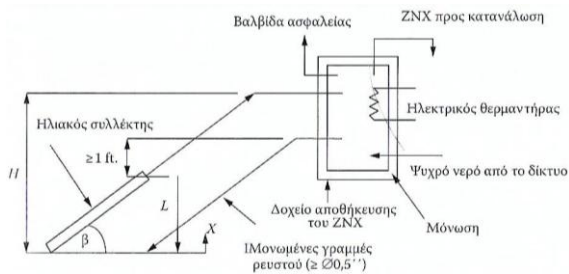 Βαλβίδα ασφαλείας
ΖΝΧ προς κατανάλωση
Ηλιακός συλλέκτης
Ηλεκτρικός θερμαντήρας
≥1 ft.
H
L
X
β
Ψυχρό νερό από το δίκτυο
Δοχείο αποθήκευσης
του ΖΝΧ
Μόνωση
lΜονωμένες γραμμές
ρευστού (≥ Ø0,5΄΄)